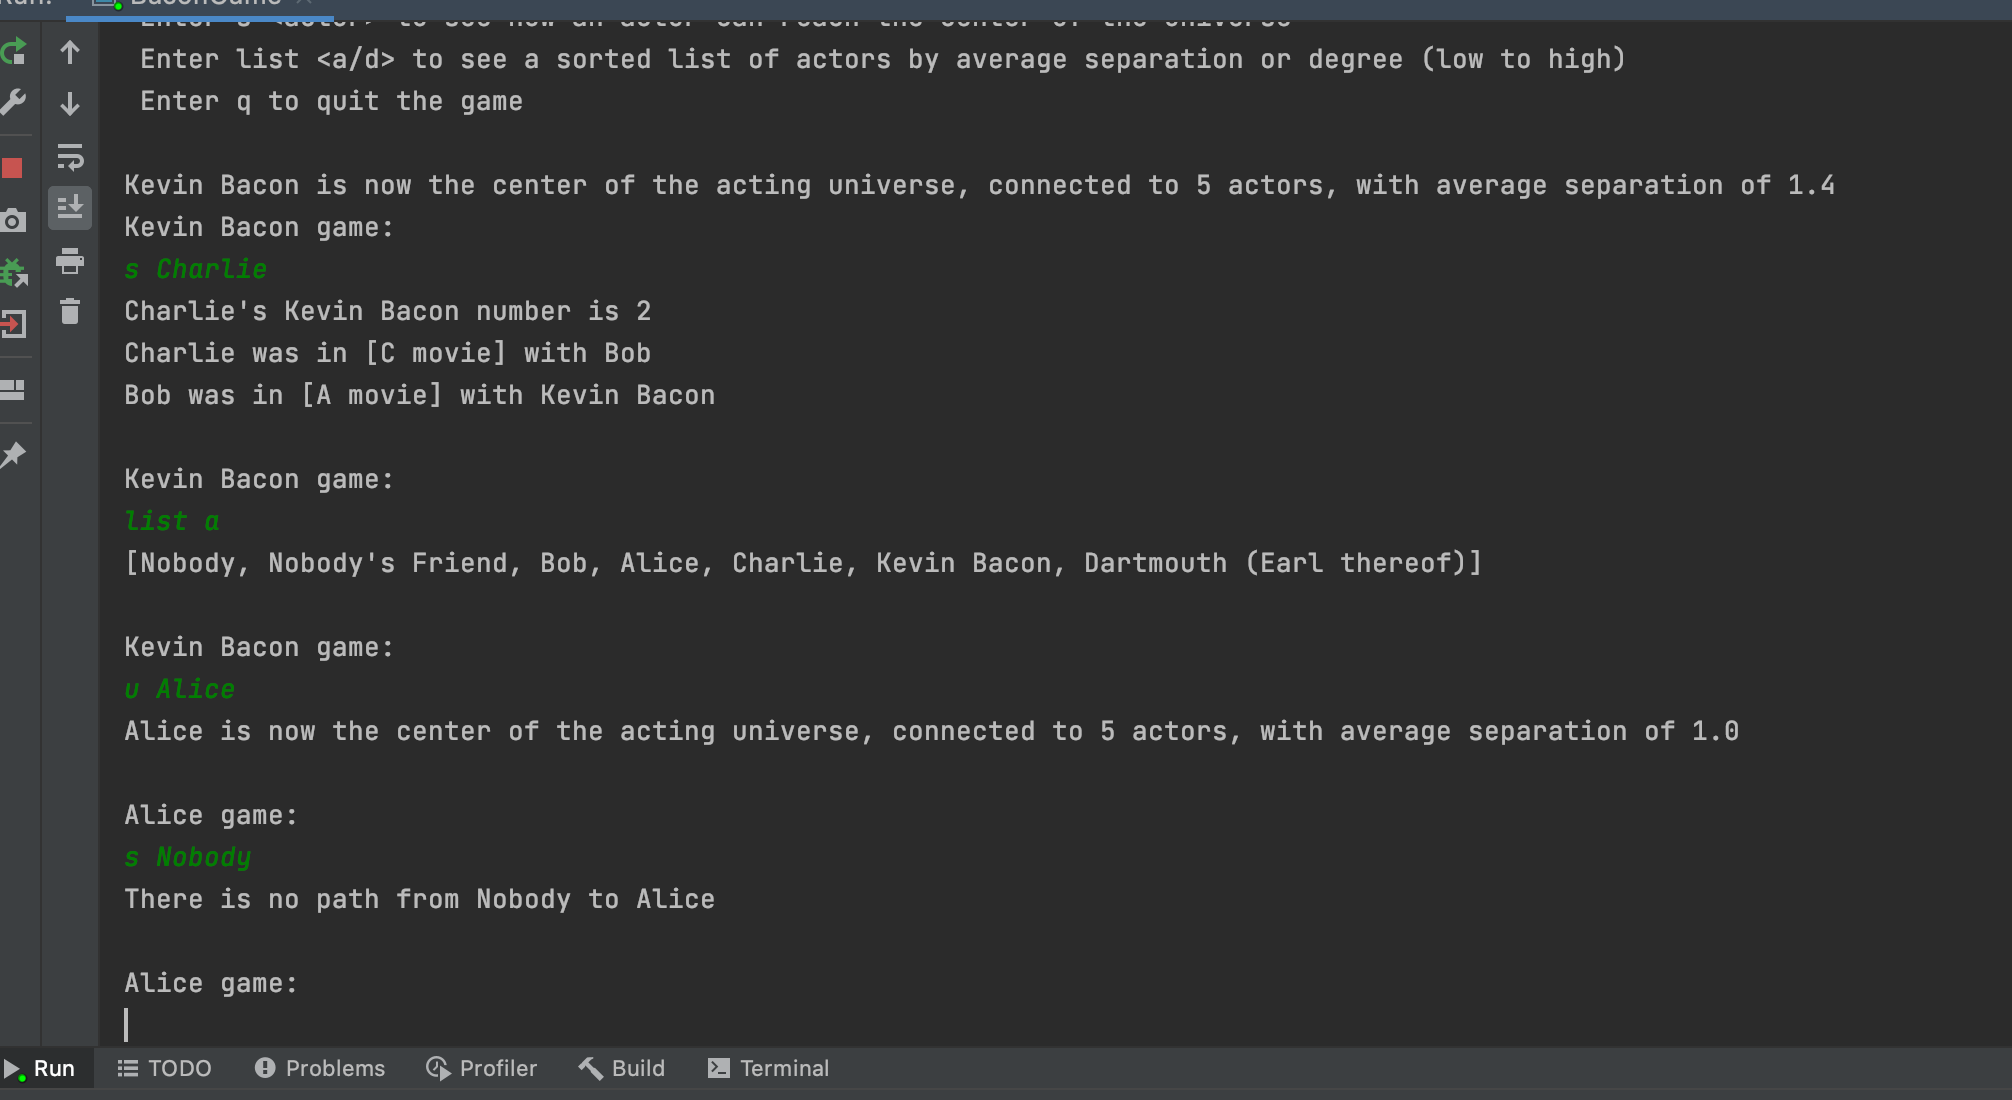 Run: BaconGame
Enter s <actor> to see how an actor can reach the center of the universe
Enter list <a/d> to see a sorted list of actors by average separation or degree (low to high)
Enter q to quit the game
Kevin Bacon is now the center of the acting universe, connected to 5 actors, with average separation of 1.4
Kevin Bacon game:
s Charlie
Charlie's Kevin Bacon number is 2
Charlie was in [C movie] with Bob
Bob was in [A movie] with Kevin Bacon
Kevin Bacon game:
list a
[Nobody, Nobody's Friend, Bob, Alice, Charlie, Kevin Bacon, Dartmouth (Earl thereof)]
Kevin Bacon game:
u Alice
Alice is now the center of the acting universe, connected to 5 actors, with average separation of 1.0
Alice game:
s Nobody
There is no path from Nobody to Alice
Alice game:
Run TODO Problems Profiler Build Terminal